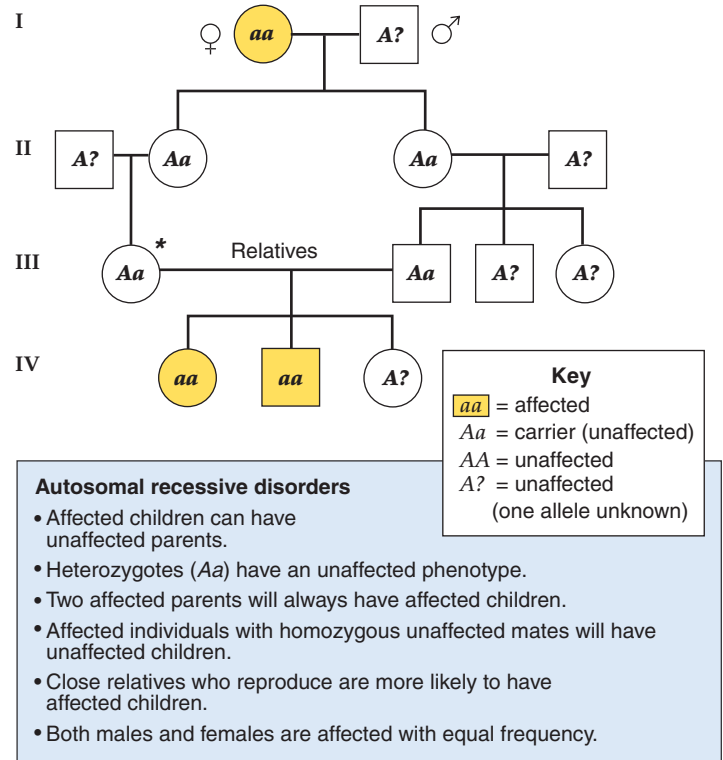 I
♀ aa A? ♂
II
A? Aa Aa A?
III
Aa * Relatives Aa A? A?
IV
aa aa A?
Key
aa = affected
Aa = carrier (unaffected)
AA = unaffected
A? = unaffected
(one allele unknown)
Autosomal recessive disorders
• Affected children can have
unaffected parents.
• Heterozygotes (Aa) have an unaffected phenotype.
• Two affected parents will always have affected children.
• Affected individuals with homozygous unaffected mates will have
unaffected children.
• Close relatives who reproduce are more likely to have
affected children.
• Both males and females are affected with equal frequency.